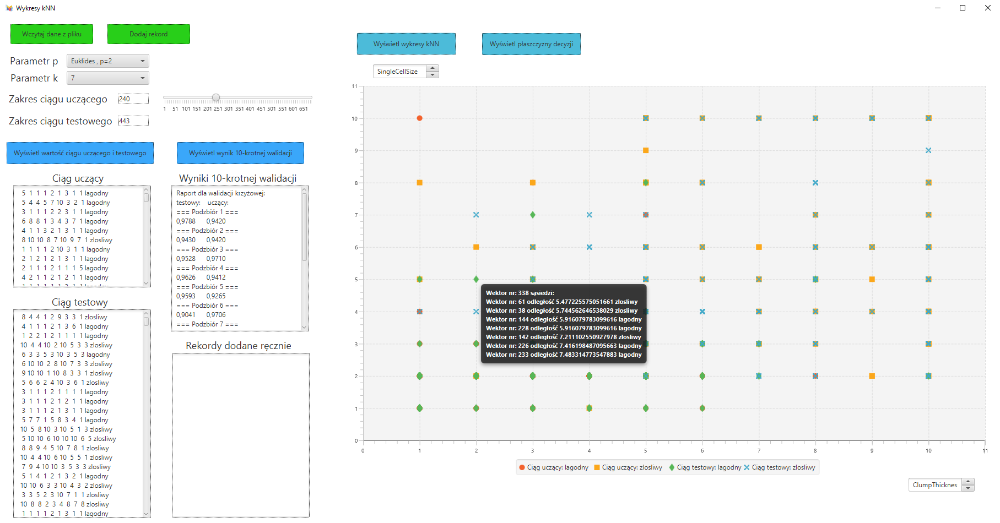 Wykresy kNN
Wczytaj dane z pliku
Dodaj rekord
Parametr p
Euklides , p=2
Parametr k
7
Zakres ciągu uczącego
240
1 51 101 151 201 251 301 351 401 451 501 551 601 651
Zakres ciągu testowego
443
Wyświetl wartość ciągu uczącego i testowego
Wyświetl wynik 10-krotnej walidacji
Ciąg uczący
5 1 1 1 2 1 3 1 1 lagodny
5 4 4 5 7 10 3 2 1 lagodny
3 1 1 1 2 2 3 1 1 lagodny
6 8 8 1 3 4 3 7 1 lagodny
4 1 1 3 2 1 3 1 1 lagodny
8 10 10 8 7 10 9 7 1 zlosliwy
1 1 1 1 2 10 3 1 1 lagodny
2 1 2 1 2 1 3 1 1 lagodny
2 1 1 1 2 1 1 1 5 lagodny
4 2 1 1 2 1 2 1 1 lagodny
Ciąg testowy
8 4 4 1 2 9 3 3 1 zlosliwy
4 1 1 1 2 1 3 6 1 lagodny
1 2 2 1 2 1 1 1 1 lagodny
10 4 4 10 2 10 5 3 3 zlosliwy
6 3 3 5 3 10 3 5 3 lagodny
6 10 10 2 8 10 7 3 3 zlosliwy
9 10 10 1 10 8 3 3 1 zlosliwy
5 6 6 2 4 10 3 6 1 zlosliwy
3 1 1 1 2 1 1 1 1 lagodny
3 1 1 1 2 1 2 1 1 lagodny
3 1 1 1 2 1 3 1 1 lagodny
5 7 7 1 5 8 3 4 1 lagodny
10 5 8 10 3 10 5 1 3 zlosliwy
5 10 10 6 10 10 10 6 5 zlosliwy
8 8 9 4 5 10 7 8 1 zlosliwy
10 4 4 10 6 10 5 5 1 zlosliwy
7 9 4 10 10 3 5 3 3 zlosliwy
5 1 4 1 2 1 3 2 1 lagodny
10 10 6 3 3 10 4 3 2 zlosliwy
3 3 5 2 3 10 7 1 1 zlosliwy
10 8 8 2 3 4 8 7 8 zlosliwy
1 1 1 1 2 1 3 1 1 lagodny
Wyniki 10-krotnej walidacji
Raport dla walidacji krzyżowej:
testowy: uczący:
=== Podzbiór 1 ===
0,9788 0,9420
=== Podzbiór 2 ===
0,9430 0,9420
=== Podzbiór 3 ===
0,9528 0,9710
=== Podzbiór 4 ===
0,9626 0,9412
=== Podzbiór 5 ===
0,9593 0,9265
=== Podzbiór 6 ===
0,9041 0,9706
=== Podzbiór 7 ===
Rekordy dodane ręcznie
Wyświetl wykresy kNN
Wyświetl płaszczyzny decyzji
SingleCellSize
11
10
9
8
7
6
5
4
3
2
1
0
0 1 2 3 4 5 6 7 8 9 10 11
Wektor nr: 338 sąsiedzi:
Wektor nr: 61 odległość 5.477225575051661 zlosliwy
Wektor nr: 38 odległość 5.744562646538029 zlosliwy
Wektor nr: 144 odległość 5.916079783099616 lagodny
Wektor nr: 228 odległość 5.916079783099616 lagodny
Wektor nr: 142 odległość 7.211102550927978 zlosliwy
Wektor nr: 226 odległość 7.416198487095663 lagodny
Wektor nr: 233 odległość 7.483314773547883 lagodny
Ciąg uczący: lagodny Ciąg uczący: zlosliwy Ciąg testowy: lagodny Ciąg testowy: zlosliwy
ClumpThicknes